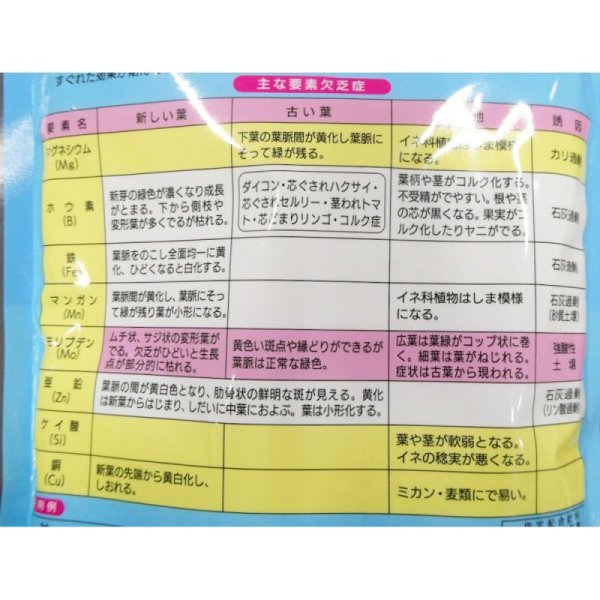 すぐれた効果が期に
主な要素欠乏症
要素名 新しい葉 古い葉 他 誘因
マグネシウム
(Mg)
下葉の葉脈間が黄化し葉脈に
そって緑が残る。
イネ科植物はしま模様
になる。
カリ過剰
ホウ素
(B)
新芽の緑色が濃くなり成長
がとまる。下から側枝や
変形葉が多くでるが枯れる。
ダイコン・芯ぐされハクサイ・
芯ぐされセルリー・茎われトマ
ト・芯どまりリンゴ・コルク症
葉柄や茎がコルク化する。
不受精がでやすい。根や茎
の芯が黒くなる。果実がコ
ルク化したりヤニがでる。
石灰過剰
鉄
(Fe)
葉脈をのこし全面均一に黄
化、ひどくなると白化する。
石灰過剰
マンガン
(Mn)
葉脈間が黄化し、葉脈にそっ
て緑が残り葉が小形になる。
イネ科植物はしま模様
になる。
石灰過剰
(砂質土壌)
モリブデン
(Mo)
ムチ状、サジ状の変形葉が
でる。欠乏がひどいと生長
点が部分的に枯れる。
黄色い斑点や縁どりができるが
葉脈は正常な緑色。
広葉は葉縁がコップ状に巻
く。細葉は葉がねじれる。
症状は古葉から現われる。
強酸性
土壌
亜鉛
(Zn)
葉脈の間が黄白色となり、肋骨状の鮮明な斑が見える。黄化
は新葉からはじまり、しだいに中葉におよぶ。葉は小形化する。
石灰過剰
(リン酸過剰)
ケイ酸
(Si)
葉や茎が軟弱となる。
イネの稔実が悪くなる。
銅
(Cu)
新葉の先端から黄白化し、
しおれる。
ミカン・麦類にで易い。
用例
指定配合肥料